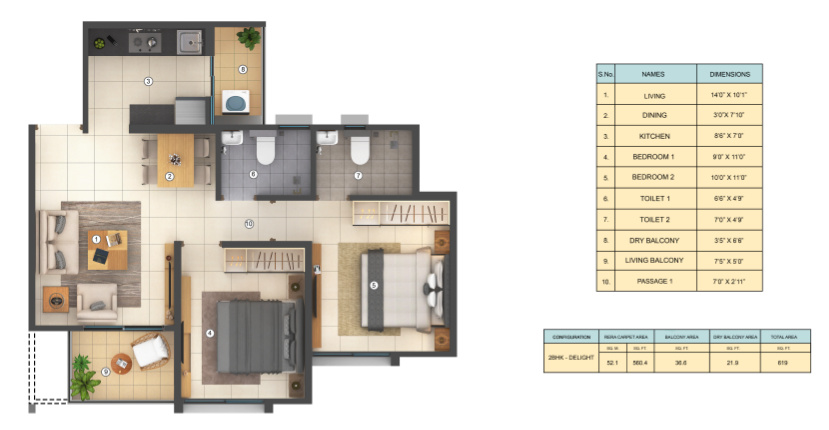 3
8
2
6
7
10
1
5
4
9
S.No. NAMES DIMENSIONS
1. LIVING 14'0" X 10'1"
2. DINING 3'0"X 7'10"
3. KITCHEN 8'6" X 7'0"
4. BEDROOM 1 9'0" X 11'0"
5. BEDROOM 2 10'0" X 11'0"
6. TOILET 1 6'6" X 4'9"
7. TOILET 2 7'0" X 4'9"
8. DRY BALCONY 3'5" X 6'6"
9. LIVING BALCONY 7'5" X 5'0"
10. PASSAGE 1 7'0" X 2'11"
CONFIGURATION RERA CARPET AREA BALCONY AREA DRY BALCONY AREA TOTAL AREA
SQ. M. SQ. FT. SQ. FT. SQ. FT. SQ. FT.
2BHK - DELIGHT 52.1 560.4 36.6 21.9 619